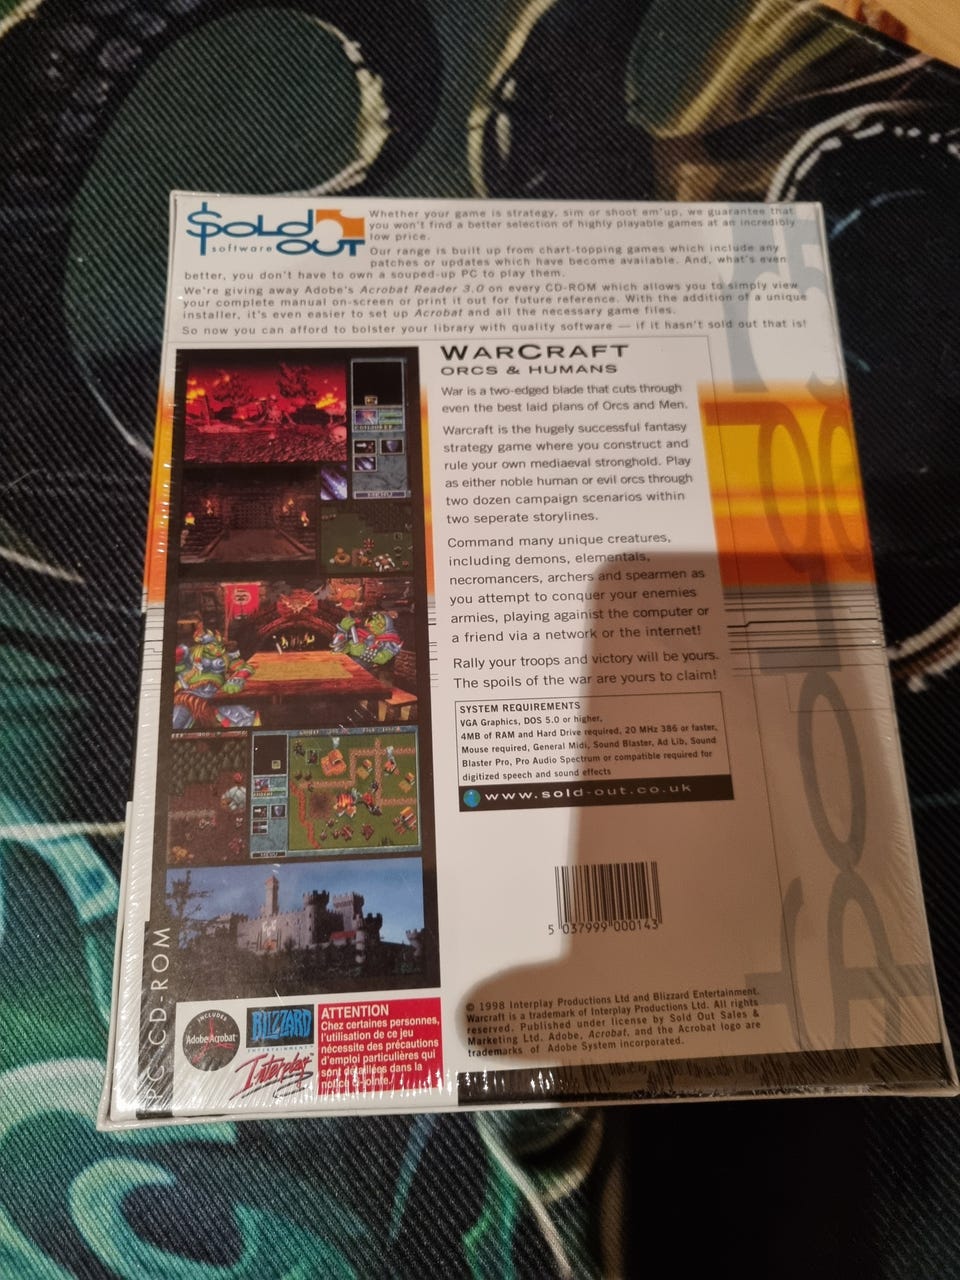 $OLD OUT
software
Whether your game is strategy, sim or shoot em'up, we guarantee that
you won't find a better selection of highly playable games at an incredibly
low price.
Our range is built up from chart-topping games which include any
patches or updates which have become available. And, what's even
better, you don't have to own a souped-up PC to play them.
We're giving away Adobe's Acrobat Reader 3.0 on every CD-ROM which allows you to simply view
your complete manual on-screen or print it out for future reference. With the addition of a unique
installer, it's even easier to set up Acrobat and all the necessary game files.
So now you can afford to bolster your library with quality software — if it hasn't sold out that is!
WARCRAFT
ORCS & HUMANS
War is a two-edged blade that cuts through
even the best laid plans of Orcs and Men.
Warcraft is the hugely successful fantasy
strategy game where you construct and
rule your own mediaeval stronghold. Play
as either noble human or evil orcs through
two dozen campaign scenarios within
two seperate storylines.
Command many unique creatures,
including demons, elementals,
necromancers, archers and spearmen as
you attempt to conquer your enemies
armies, playing against the computer or
a friend via a network or the internet!
Rally your troops and victory will be yours.
The spoils of the war are yours to claim!
SYSTEM REQUIREMENTS
VGA Graphics, DOS 5.0 or higher,
4MB of RAM and Hard Drive required, 20 MHz 386 or faster,
Mouse required, General Midi, Sound Blaster, Ad Lib, Sound
Blaster Pro, Pro Audio Spectrum or compatible required for
digitized speech and sound effects
www.sold-out.co.uk
5 037999 000143
© 1998 Interplay Productions Ltd and Blizzard Entertainment.
Warcraft is a trademark of Interplay Productions Ltd. All rights
reserved. Published under license by Sold Out Sales &
Marketing Ltd. Adobe, Acrobat, and the Acrobat logo are
trademarks of Adobe System incorporated.
PC CD-ROM
INCLUDES
Adobe Acrobat
BLIZZARD
ENTERTAINMENT
Interplay
ATTENTION
Chez certaines personnes,
l'utilisation de ce jeu
nécessite des précautions
d'emploi particulières qui
sont détaillées dans la
notice ci-jointe.
MENU
MENU